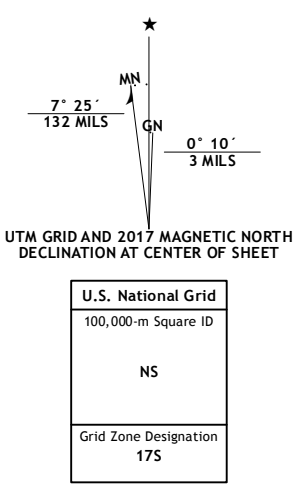 ★
MN
7° 25´
132 MILS
GN
0° 10´
3 MILS
UTM GRID AND 2017 MAGNETIC NORTH
DECLINATION AT CENTER OF SHEET
U.S. National Grid
100,000-m Square ID
NS
Grid Zone Designation
17S